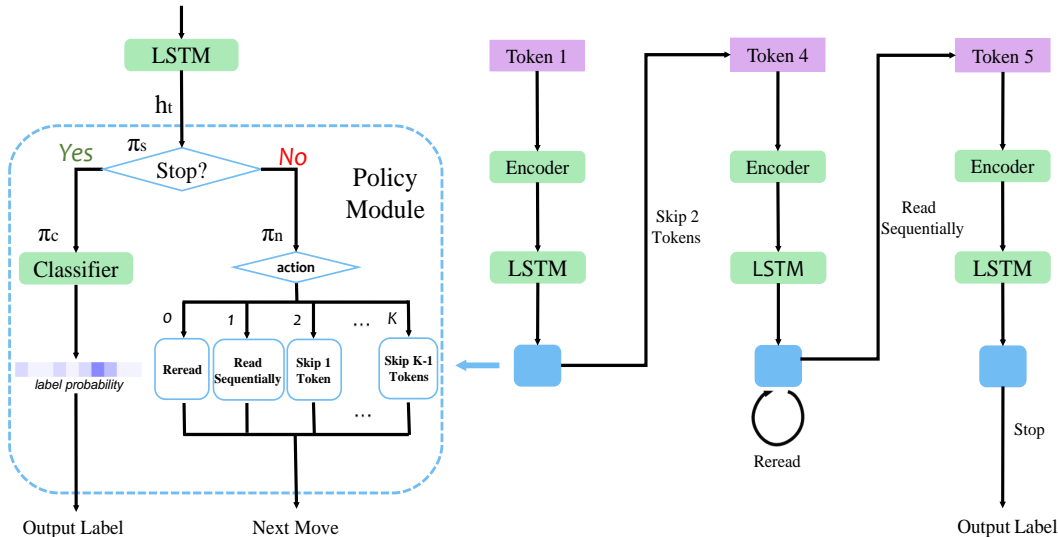 LSTM
hₜ
πs
Yes
No
Stop?
Policy
Module
πc
πn
Classifier
action
0
1
2
...
K
Reread
Read
Sequentially
Skip 1
Token
Skip K-1
Tokens
label probability
...
Output Label
Next Move
Token 1
Encoder
LSTM
Skip 2
Tokens
Token 4
Encoder
LSTM
Reread
Read
Sequentially
Token 5
Encoder
LSTM
Stop
Output Label